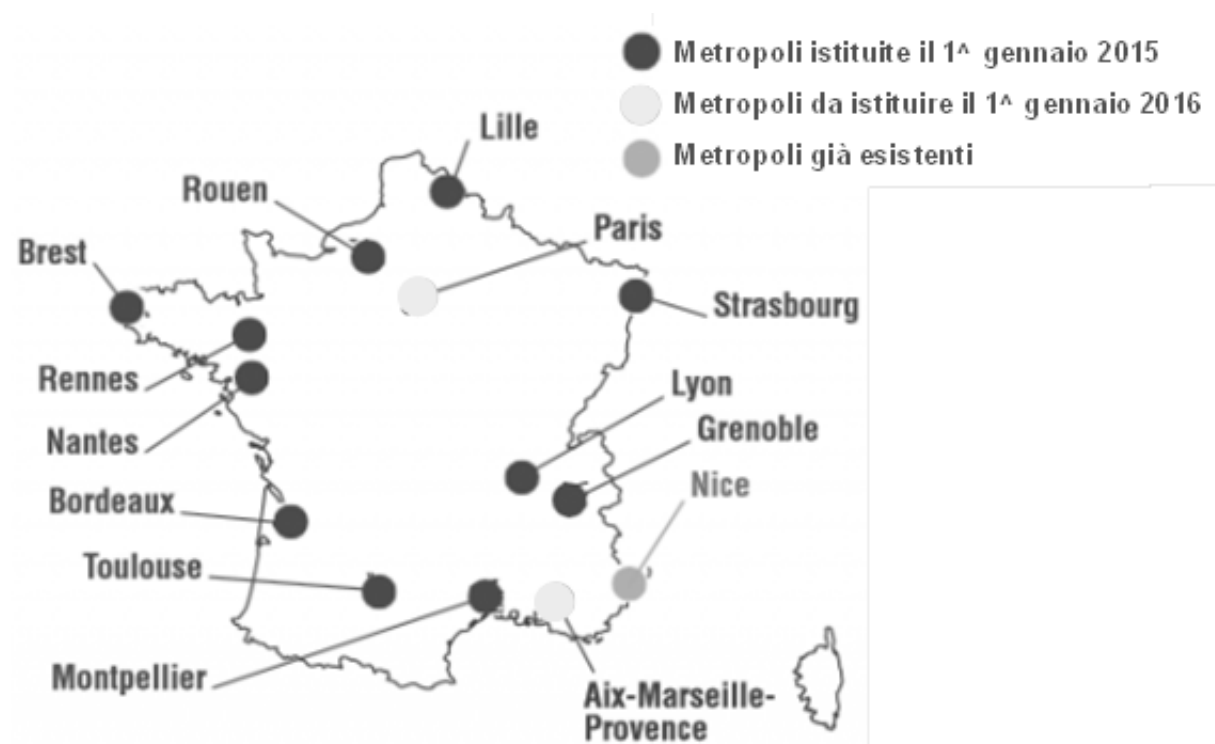 Metropoli istituite il 1^ gennaio 2015
Metropoli da istituire il 1^ gennaio 2016
Metropoli già esistenti
Lille
Rouen
Paris
Brest
Strasbourg
Rennes
Lyon
Grenoble
Nantes
Nice
Bordeaux
Toulouse
Montpellier
Aix-Marseille-
Provence